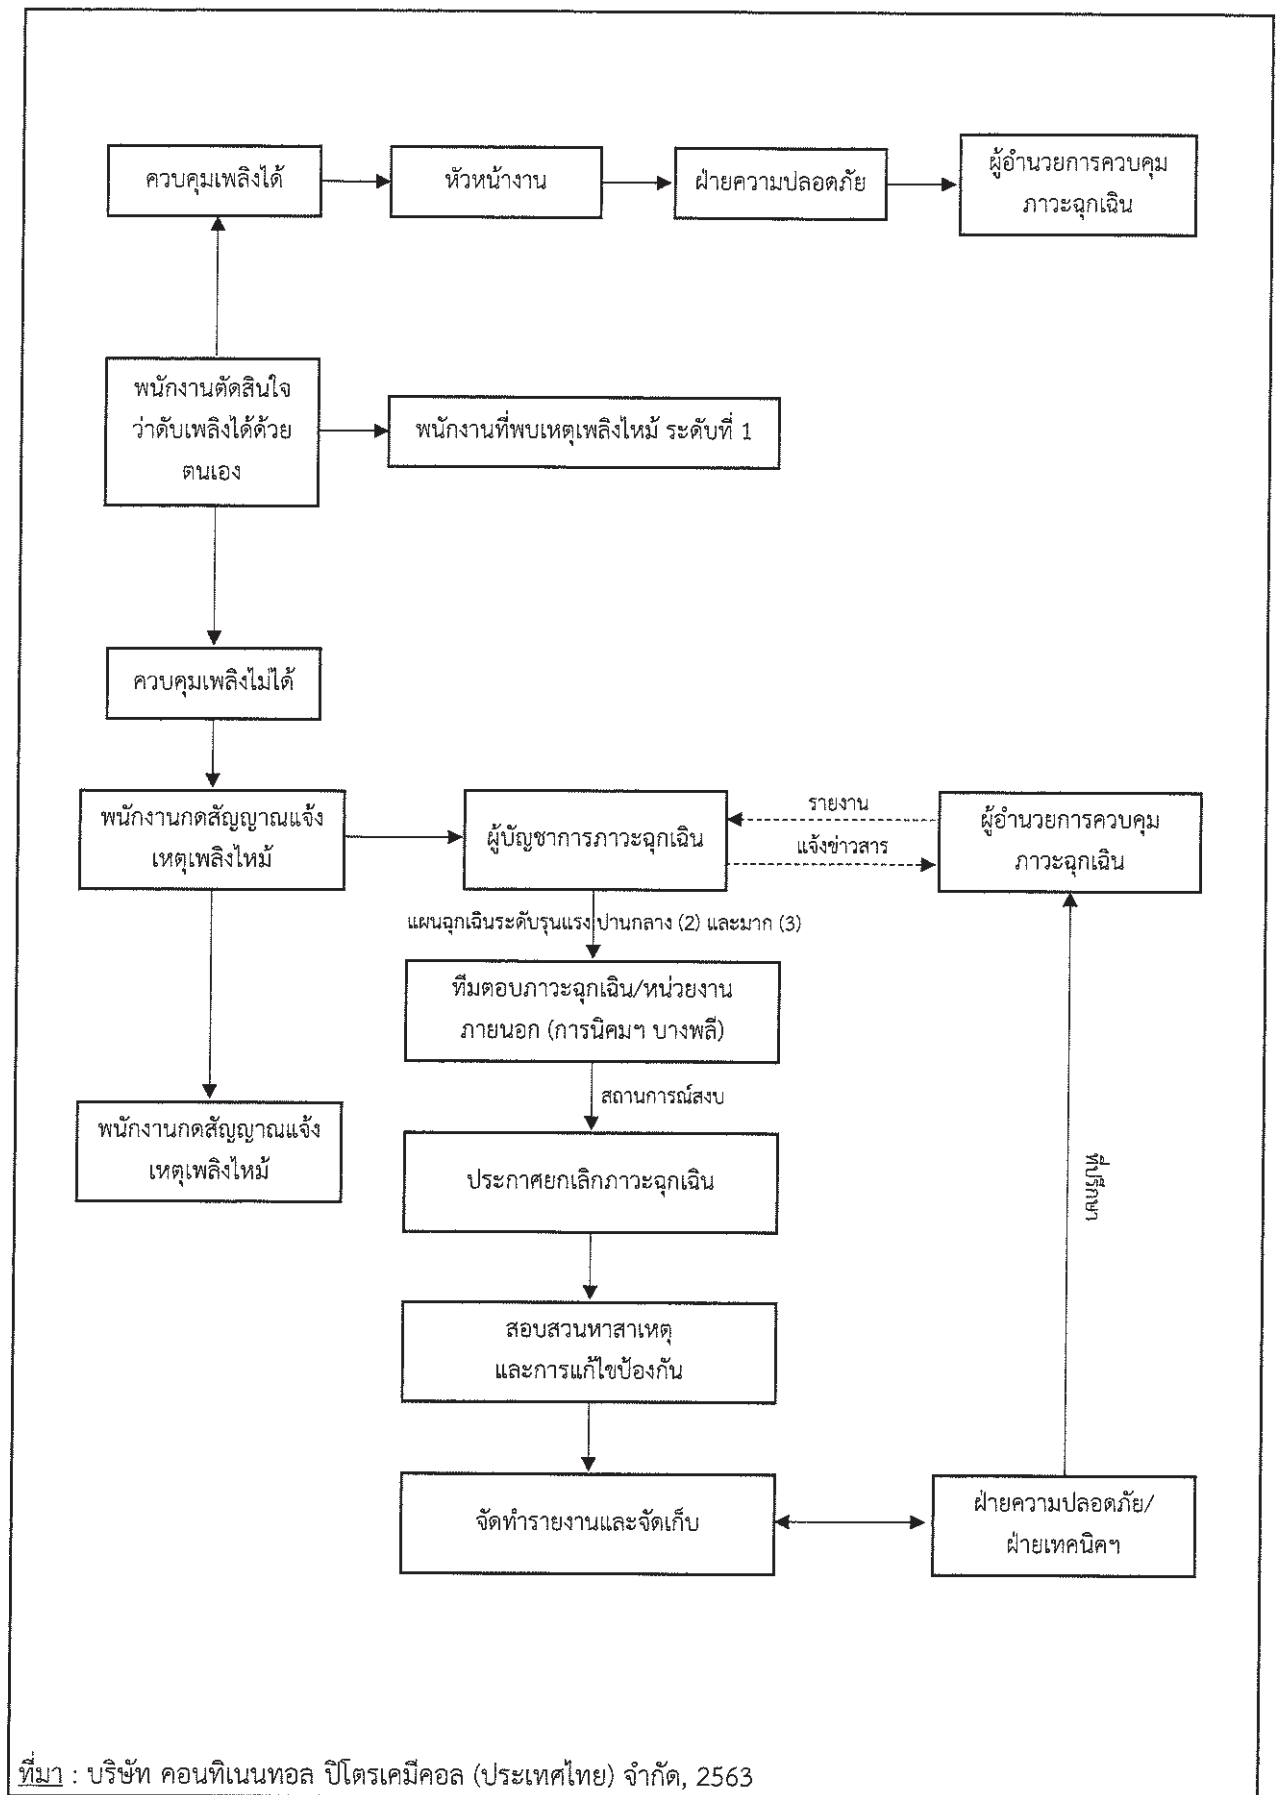 ควบคุมเพลิงได้
หัวหน้างาน
ฝ่ายความปลอดภัย
ผู้อำนวยการควบคุม
ภาวะฉุกเฉิน
พนักงานตัดสินใจ
ว่าดับเพลิงได้ด้วย
ตนเอง
พนักงานที่พบเหตุเพลิงไหม้ ระดับที่ 1
ควบคุมเพลิงไม่ได้
พนักงานกดสัญญาณแจ้ง
เหตุเพลิงไหม้
ผู้บัญชาการภาวะฉุกเฉิน
รายงาน
แจ้งข่าวสาร
ผู้อำนวยการควบคุม
ภาวะฉุกเฉิน
แผนฉุกเฉินระดับรุนแรง ปานกลาง (2) และมาก (3)
ทีมตอบภาวะฉุกเฉิน/หน่วยงาน
ภายนอก (การนิคมฯ บางพลี)
สถานการณ์สงบ
พนักงานกดสัญญาณแจ้ง
เหตุเพลิงไหม้
ประกาศยกเลิกภาวะฉุกเฉิน
ที่ปรึกษา
สอบสวนหาสาเหตุ
และการแก้ไขป้องกัน
จัดทำรายงานและจัดเก็บ
ฝ่ายความปลอดภัย/
ฝ่ายเทคนิคฯ
ที่มา : บริษัท คอนทิเนนทอล ปิโตรเคมีคอล (ประเทศไทย) จำกัด, 2563